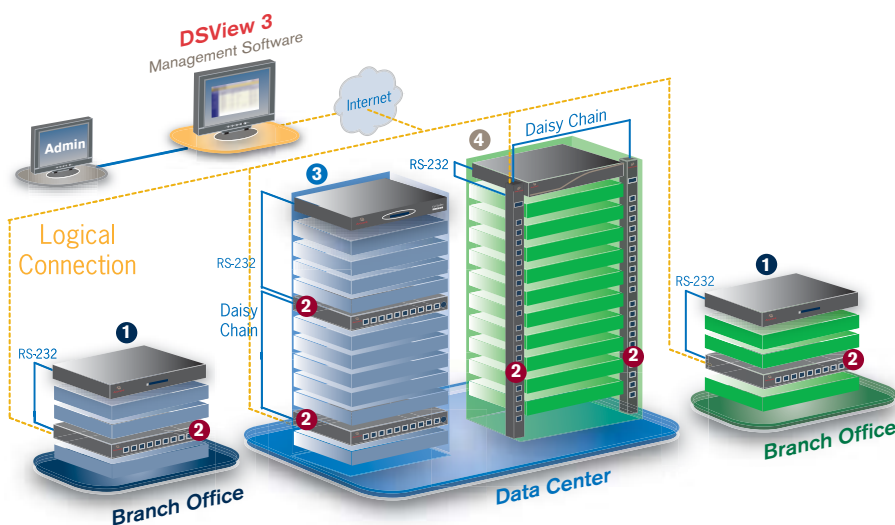 DSView 3
Management Software
Internet
Admin
Daisy Chain
4
RS-232
3
Logical
Connection
RS-232
1
RS-232
2
Daisy
Chain
1
RS-232
2
2
2
2
2
2
Branch Office
Data Center
Branch Office